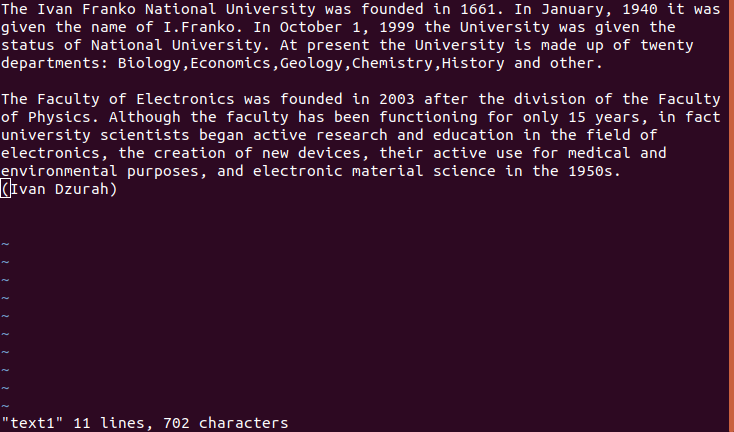 The Ivan Franko National University was founded in 1661. In January, 1940 it was
given the name of I.Franko. In October 1, 1999 the University was given the
status of National University. At present the University is made up of twenty
departments: Biology,Economics,Geology,Chemistry,History and other.

The Faculty of Electronics was founded in 2003 after the division of the Faculty
of Physics. Although the faculty has been functioning for only 15 years, in fact
university scientists began active research and education in the field of
electronics, the creation of new devices, their active use for medical and
environmental purposes, and electronic material science in the 1950s.
(Ivan Dzurah)

~
~
~
~
~
~
~
~
~
~
"text1" 11 lines, 702 characters